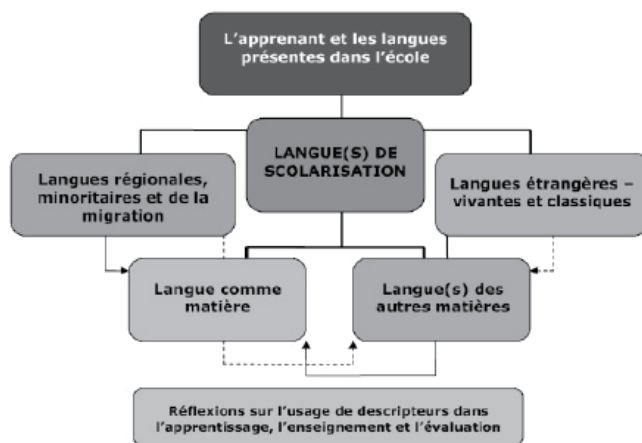 L'apprenant et les langues
présentes dans l'école
LANGUE(S) DE
SCOLARISATION
Langues régionales,
minoritaires et de la
migration
Langues étrangères –
vivantes et classiques
Langue comme
matière
Langue(s) des
autres matières
Réflexions sur l'usage de descripteurs dans
l'apprentissage, l'enseignement et l'évaluation